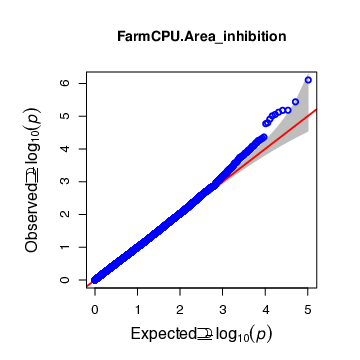 FarmCPU.Area_inhibition
6
5
4
3
2
1
0
Observed log₁₀(p)
0 1 2 3 4 5
Expected log₁₀(p)